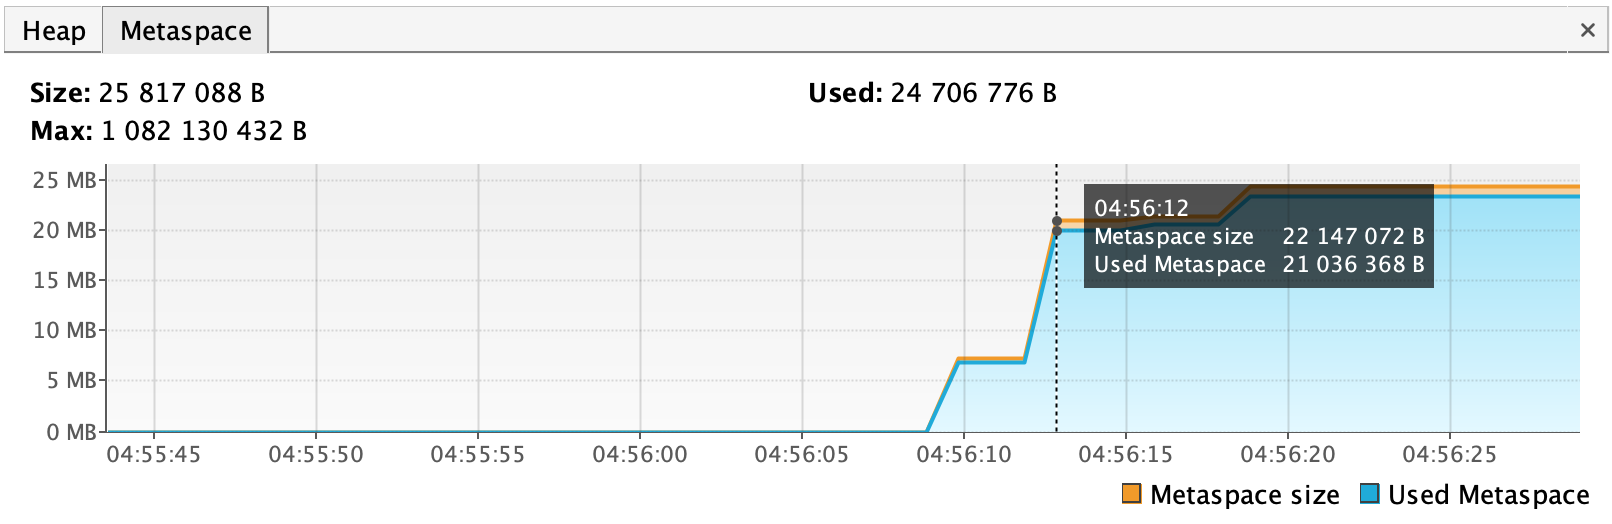 Heap Metaspace ×
Size: 25 817 088 B Used: 24 706 776 B
Max: 1 082 130 432 B
25 MB
20 MB
15 MB
10 MB
5 MB
0 MB
04:56:12
Metaspace size 22 147 072 B
Used Metaspace 21 036 368 B
04:55:45 04:55:50 04:55:55 04:56:00 04:56:05 04:56:10 04:56:15 04:56:20 04:56:25
Metaspace size Used Metaspace